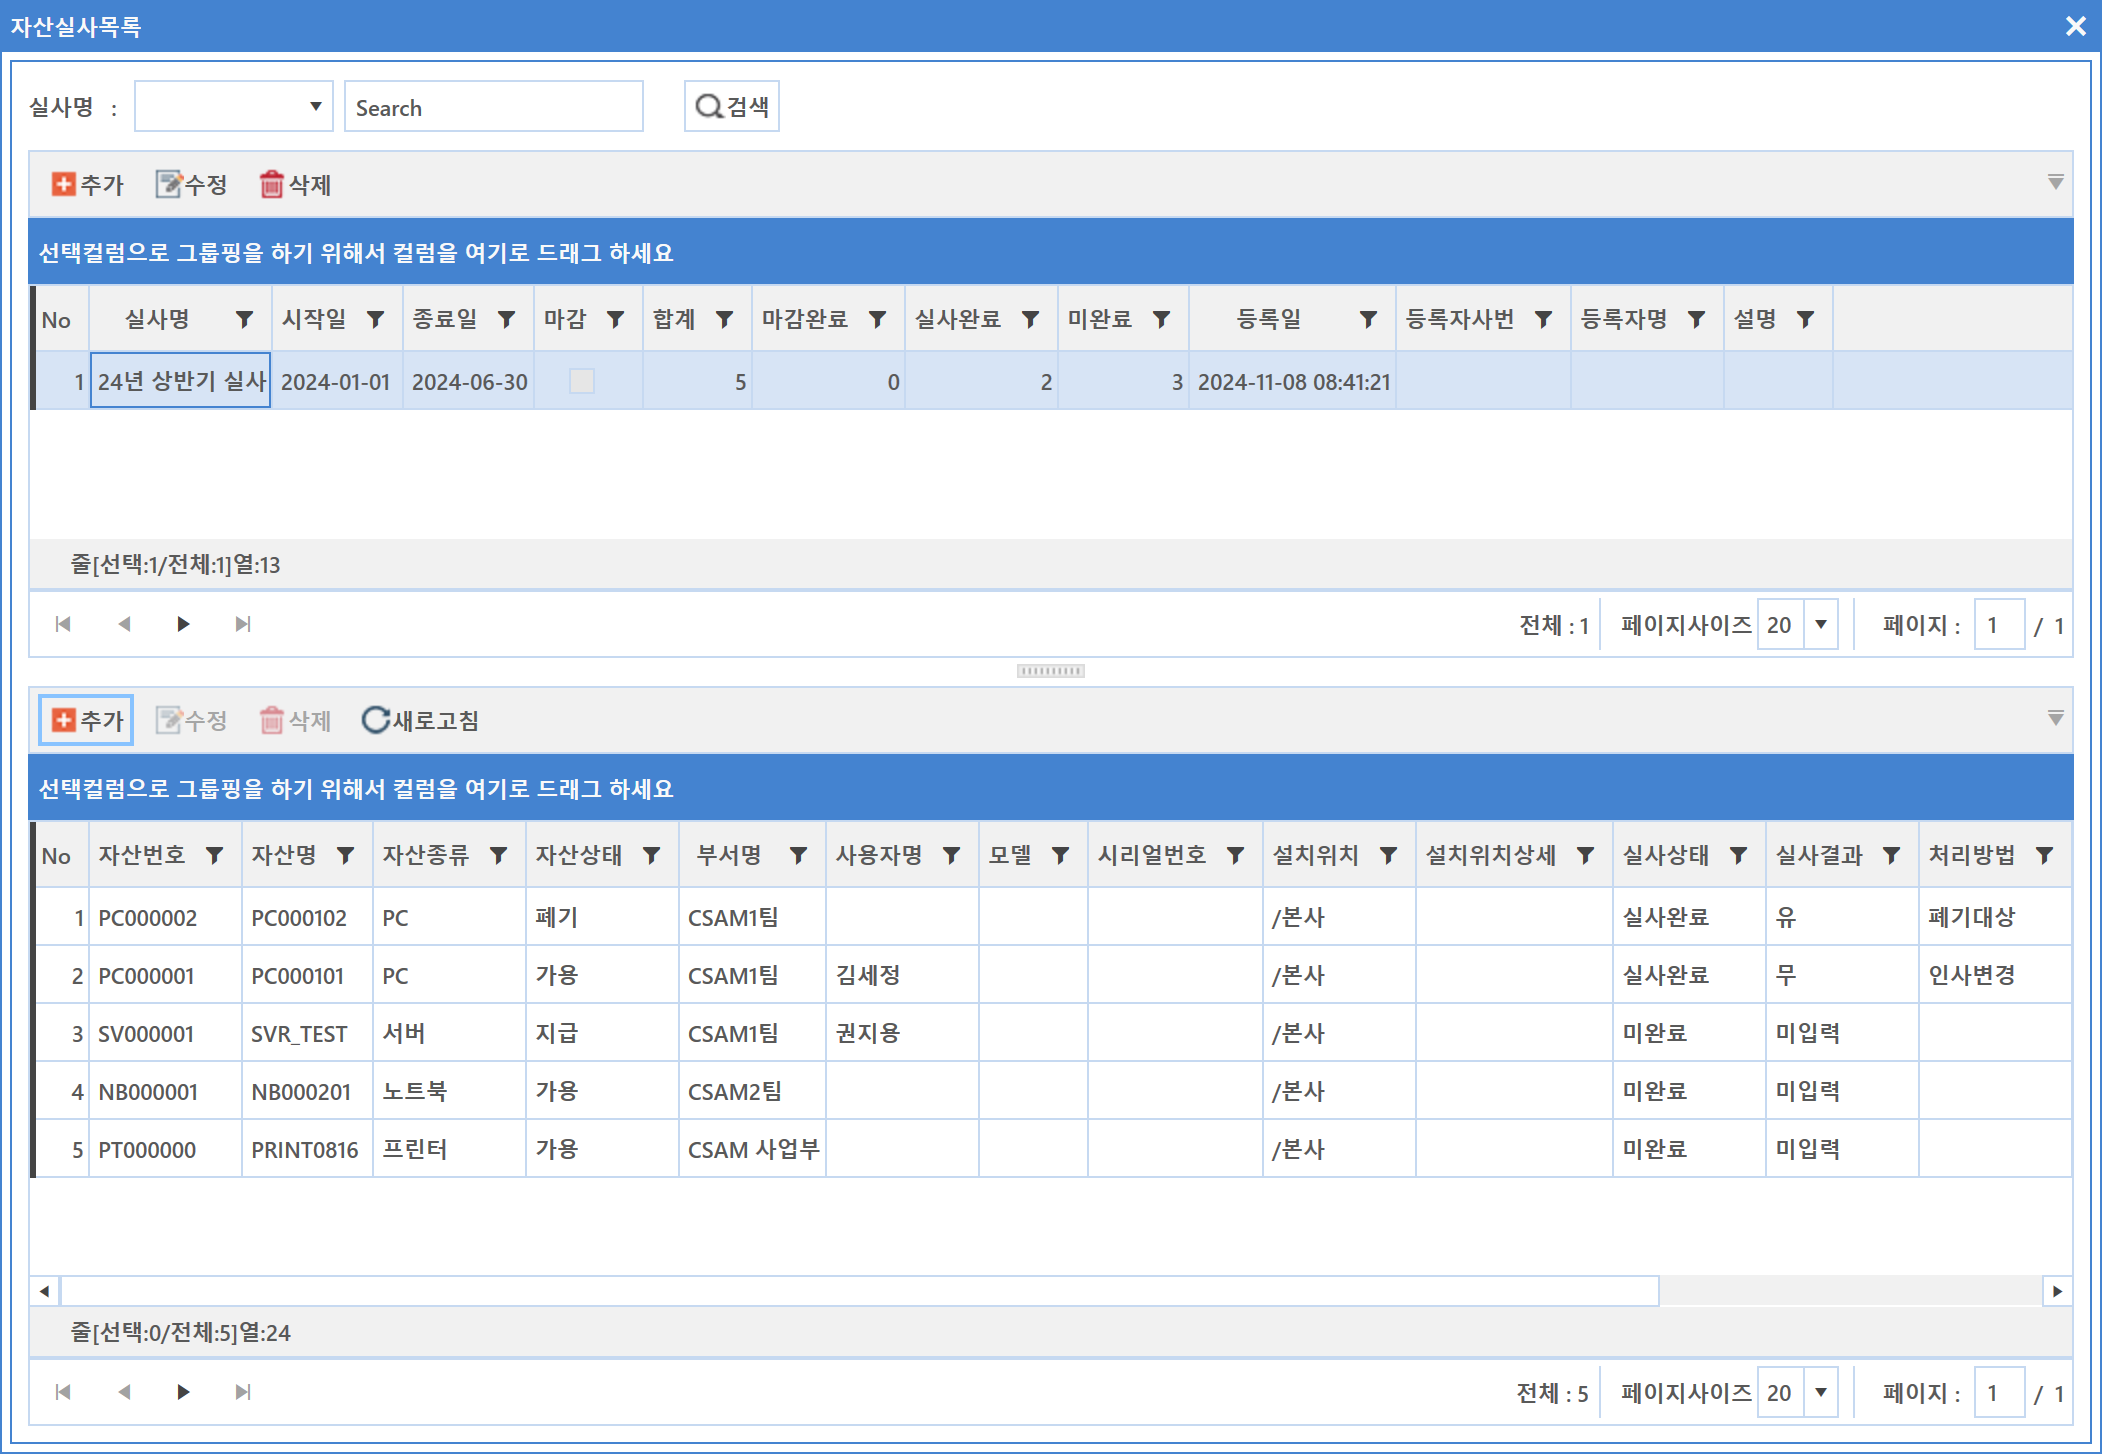 자산실사목록
실사명 : Search 검색
추가 수정 삭제
선택컬럼으로 그룹핑을 하기 위해서 컬럼을 여기로 드래그 하세요
No 실사명 시작일 종료일 마감 합계 마감완료 실사완료 미완료 등록일 등록자사번 등록자명 설명
1 24년 상반기 실사 2024-01-01 2024-06-30 5 0 2 3 2024-11-08 08:41:21
줄[선택:1/전체:1]열:13
전체 : 1 페이지사이즈 20 페이지 : 1 / 1
추가 수정 삭제 새로고침
선택컬럼으로 그룹핑을 하기 위해서 컬럼을 여기로 드래그 하세요
No 자산번호 자산명 자산종류 자산상태 부서명 사용자명 모델 시리얼번호 설치위치 설치위치상세 실사상태 실사결과 처리방법
1 PC000002 PC000102 PC 폐기 CSAM1팀 /본사 실사완료 유 폐기대상
2 PC000001 PC000101 PC 가용 CSAM1팀 김세정 /본사 실사완료 무 인사변경
3 SV000001 SVR_TEST 서버 지급 CSAM1팀 권지용 /본사 미완료 미입력
4 NB000001 NB000201 노트북 가용 CSAM2팀 /본사 미완료 미입력
5 PT000000 PRINT0816 프린터 가용 CSAM 사업부 /본사 미완료 미입력
줄[선택:0/전체:5]열:24
전체 : 5 페이지사이즈 20 페이지 : 1 / 1